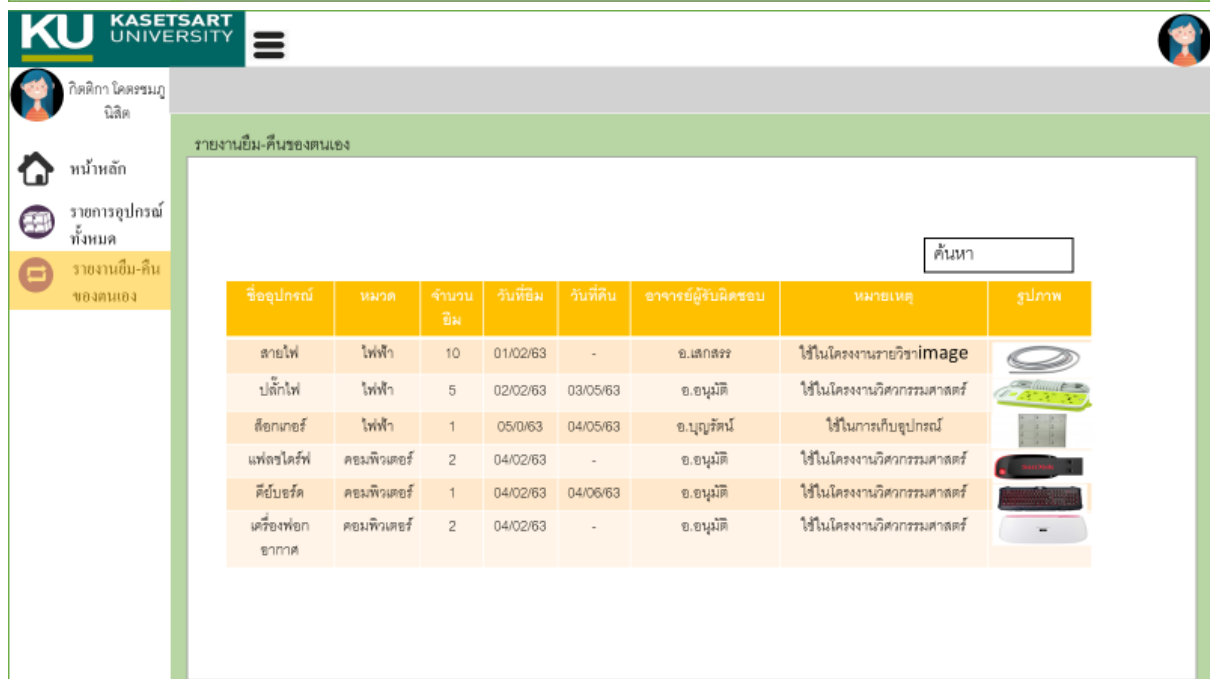 KU KASETSART
UNIVERSITY
กิตติกา โคตรชมภู
นิสิต
หน้าหลัก
รายการอุปกรณ์
ทั้งหมด
รายงานยืม-คืน
ของตนเอง
รายงานยืม-คืนของตนเอง
ค้นหา
ชื่ออุปกรณ์ หมวด จำนวน วันที่ยืม วันที่คืน อาจารย์ผู้รับผิดชอบ หมายเหตุ รูปภาพ
ยืม
สายไฟ ไฟฟ้า 10 01/02/63 - อ.เสกสรร ใช้ในโครงงานรายวิชาimage
ปลั๊กไฟ ไฟฟ้า 5 02/02/63 03/05/63 อ.อนุมัติ ใช้ในโครงงานวิศวกรรมศาสตร์
ล็อกเกอร์ ไฟฟ้า 1 05/0/63 04/05/63 อ.บุญรัตน์ ใช้ในการเก็บอุปกรณ์
แฟลชไดร์ฟ คอมพิวเตอร์ 2 04/02/63 - อ.อนุมัติ ใช้ในโครงงานวิศวกรรมศาสตร์
คีย์บอร์ด คอมพิวเตอร์ 1 04/02/63 04/06/63 อ.อนุมัติ ใช้ในโครงงานวิศวกรรมศาสตร์
เครื่องฟอก คอมพิวเตอร์ 2 04/02/63 - อ.อนุมัติ ใช้ในโครงงานวิศวกรรมศาสตร์
อากาศ